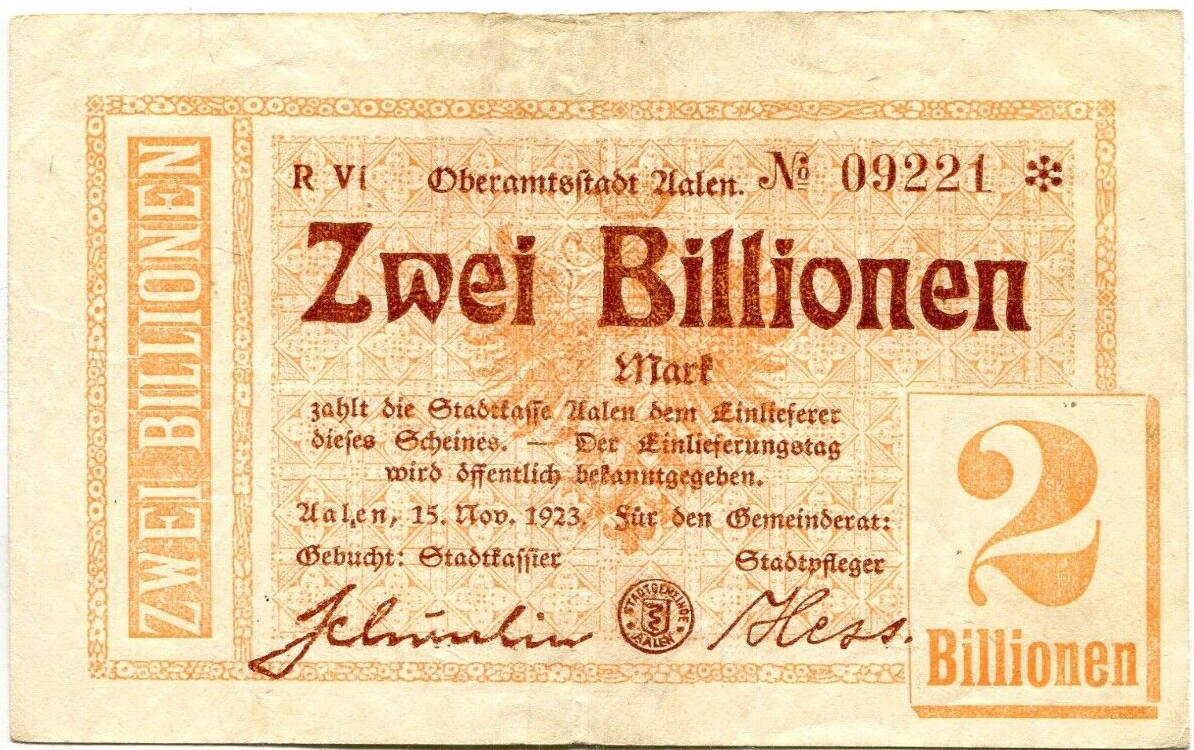 ZWEI BILLIONEN
R VI Oberamtsstadt Aalen. No 09221 *
Zwei Billionen
Mark
zahlt die Stadtkasse Aalen dem Einlieferer
dieses Scheines. — Der Einlieferungstag
wird öffentlich bekanntgegeben.
Aalen, 15. Nov. 1923. Für den Gemeinderat:
Gebucht: Stadtkassier Stadtpfleger
STADTGEMEINDE
AALEN
Hess.
2
Billionen